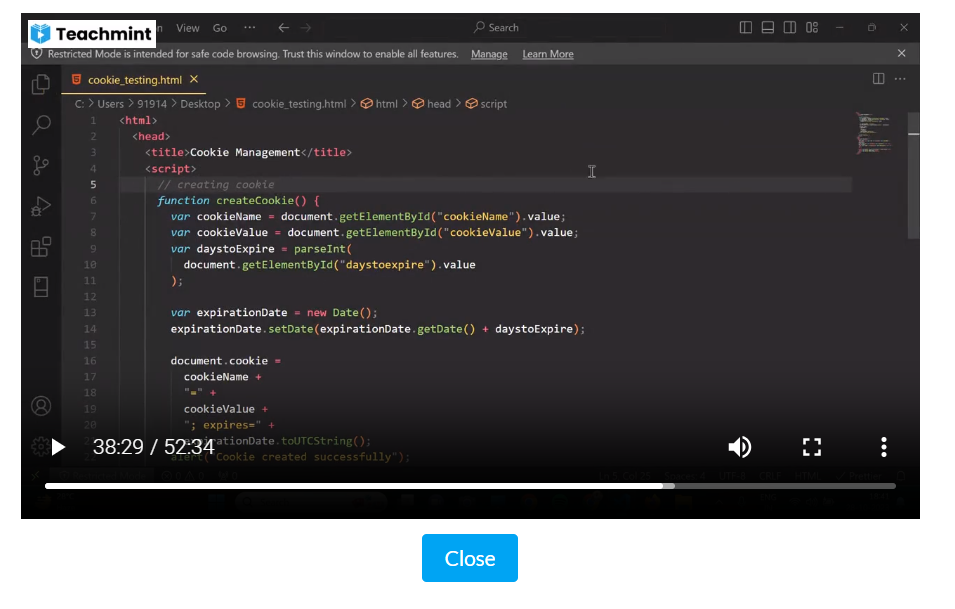 Teachmint
View Go ... Search
Restricted Mode is intended for safe code browsing. Trust this window to enable all features. Manage Learn More
cookie_testing.html
C: > Users > 91914 > Desktop > cookie_testing.html > html > head > script
1 <html>
2 <head>
3 <title>Cookie Management</title>
4 <script>
5 // creating cookie
6 function createCookie() {
7 var cookieName = document.getElementById("cookieName").value;
8 var cookieValue = document.getElementById("cookieValue").value;
9 var daystoExpire = parseInt(
10 document.getElementById("daystoexpire").value
11 );
12
13 var expirationDate = new Date();
14 expirationDate.setDate(expirationDate.getDate() + daystoExpire);
15
16 document.cookie =
17 cookieName +
18 "=" +
19 cookieValue +
20 "; expires=" +
expirationDate.toUTCString();
38:29 / 52:34
alert("Cookie created successfully");
Close